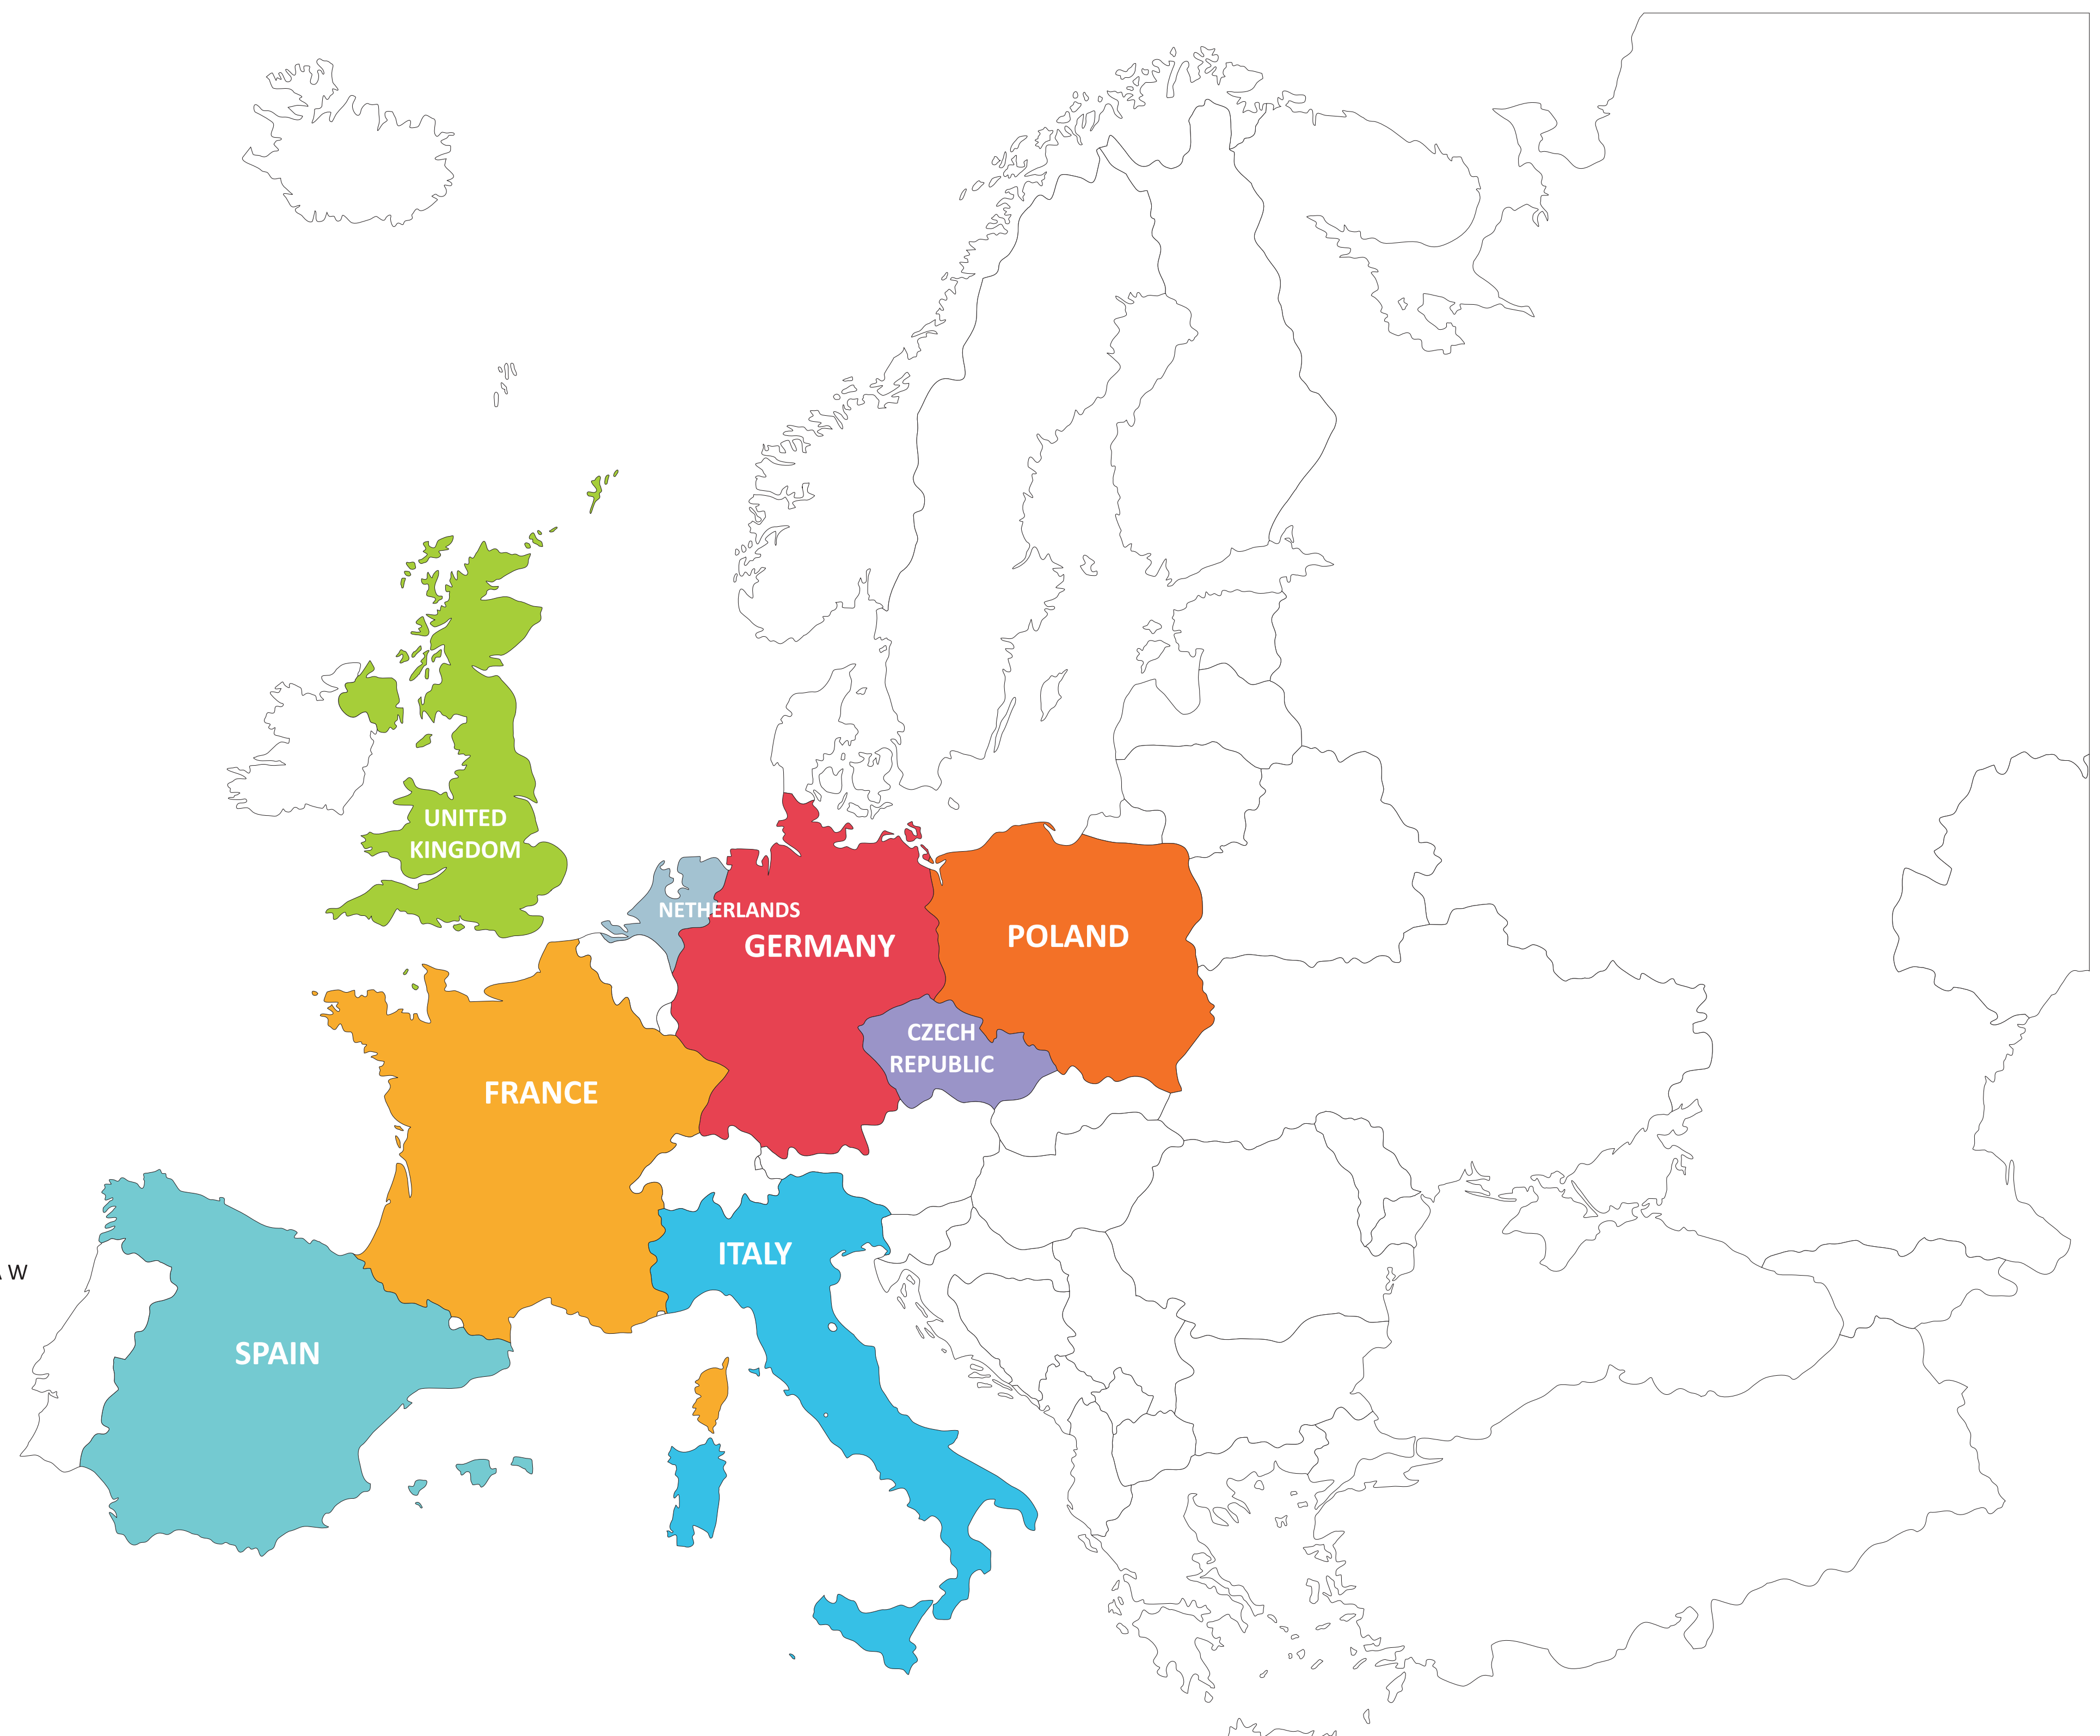 UNITED
KINGDOM
NETHERLANDS
GERMANY
POLAND
CZECH
REPUBLIC
FRANCE
ITALY
W
SPAIN